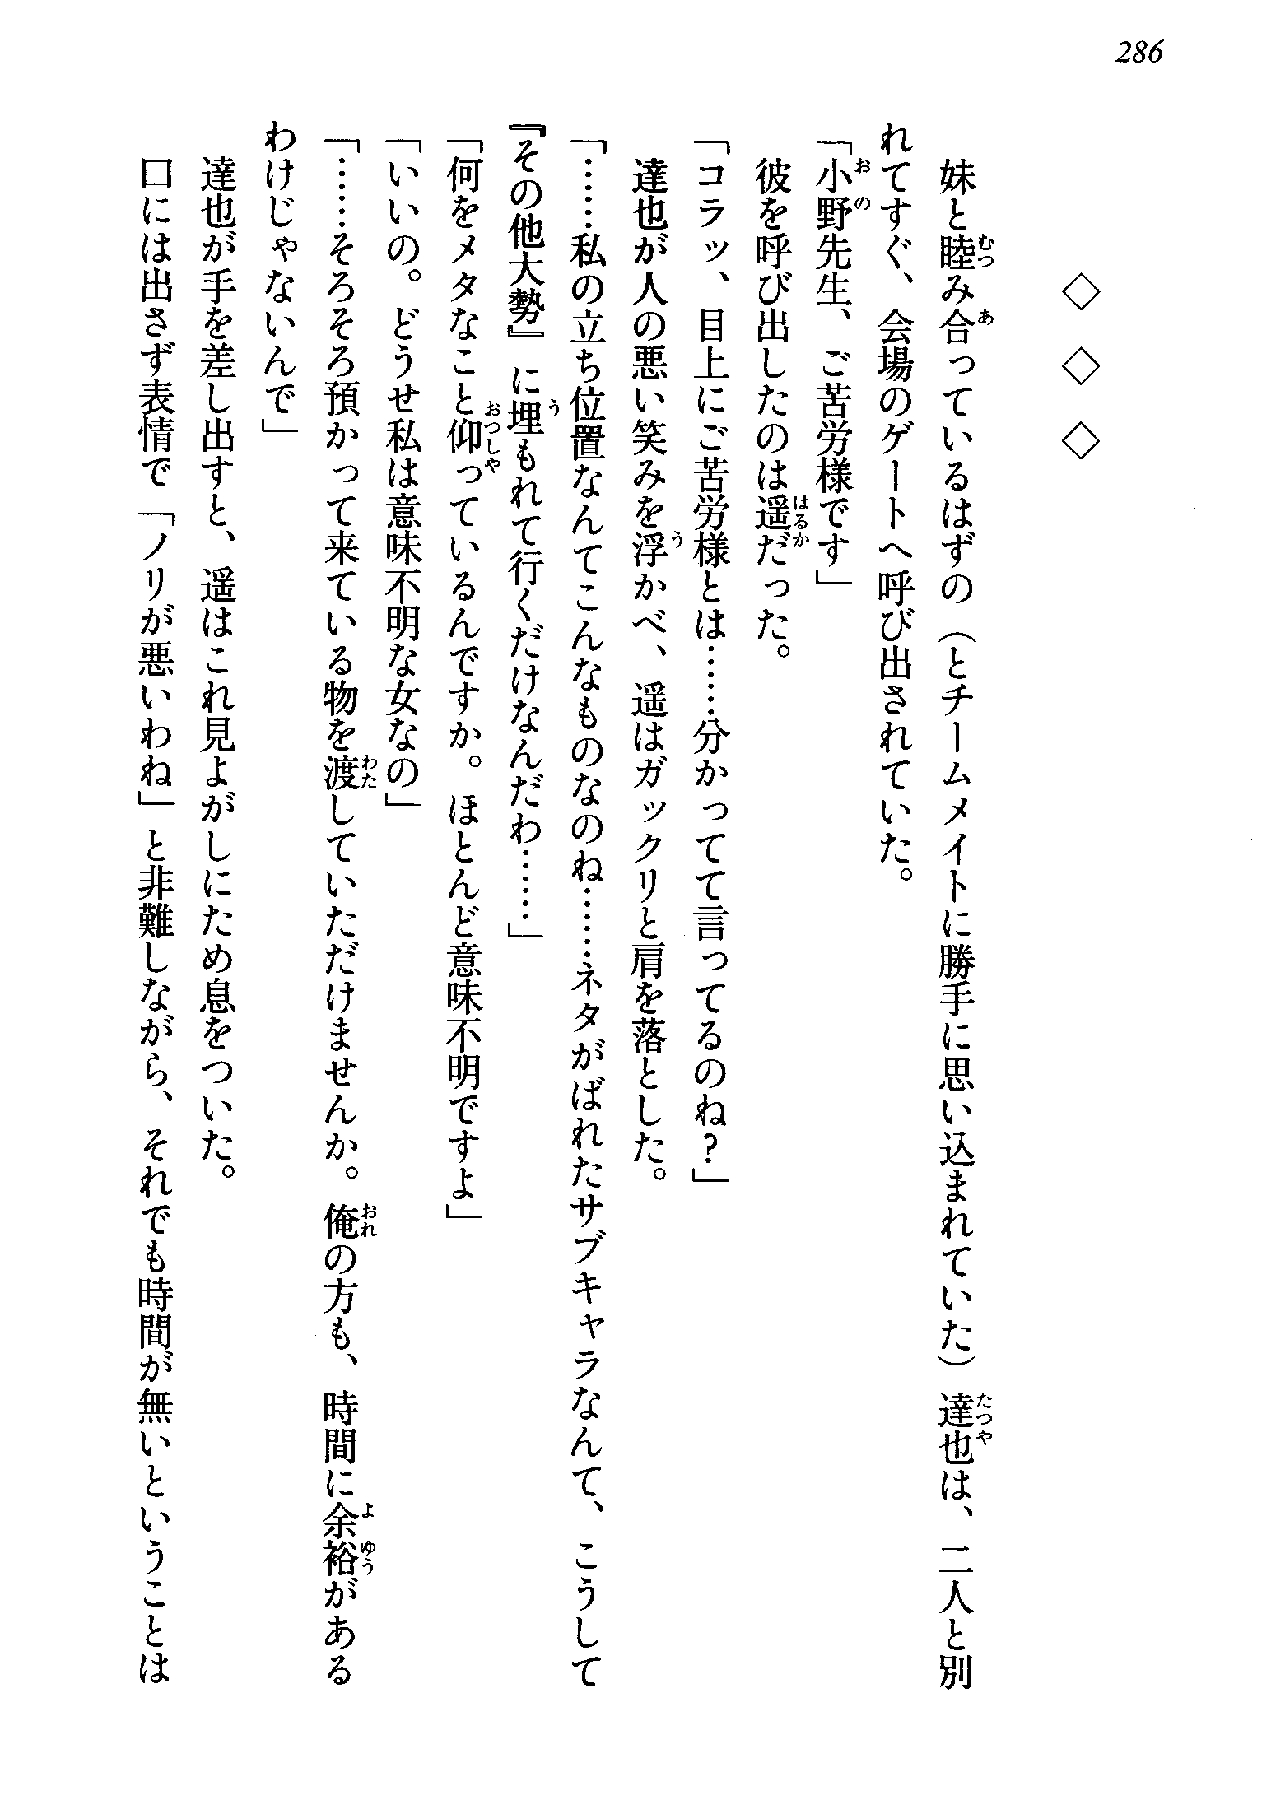 286
◇ ◇ ◇
妹と睦み合っているはずの（とチームメイトに勝手に思い込まれていた）達也は、二人と別
れてすぐ、会場のゲートへ呼び出されていた。
「小野先生、ご苦労様です」
彼を呼び出したのは遥だった。
「コラッ、目上にご苦労様とは……分かってて言ってるのね？」
達也が人の悪い笑みを浮かべ、遥はガックリと肩を落とした。
「……私の立ち位置なんてこんなものなのね……ネタがばれたサブキャラなんて、こうして
『その他大勢』に埋もれて行くだけなんだわ……」
「何をメタなこと仰っているんですか。ほとんど意味不明ですよ」
「いいの。どうせ私は意味不明な女なの」
「……そろそろ預かって来ている物を渡していただけませんか。俺の方も、時間に余裕がある
わけじゃないんで」
達也が手を差し出すと、遥はこれ見よがしにため息をついた。
口には出さず表情で「ノリが悪いわね」と非難しながら、それでも時間が無いということは